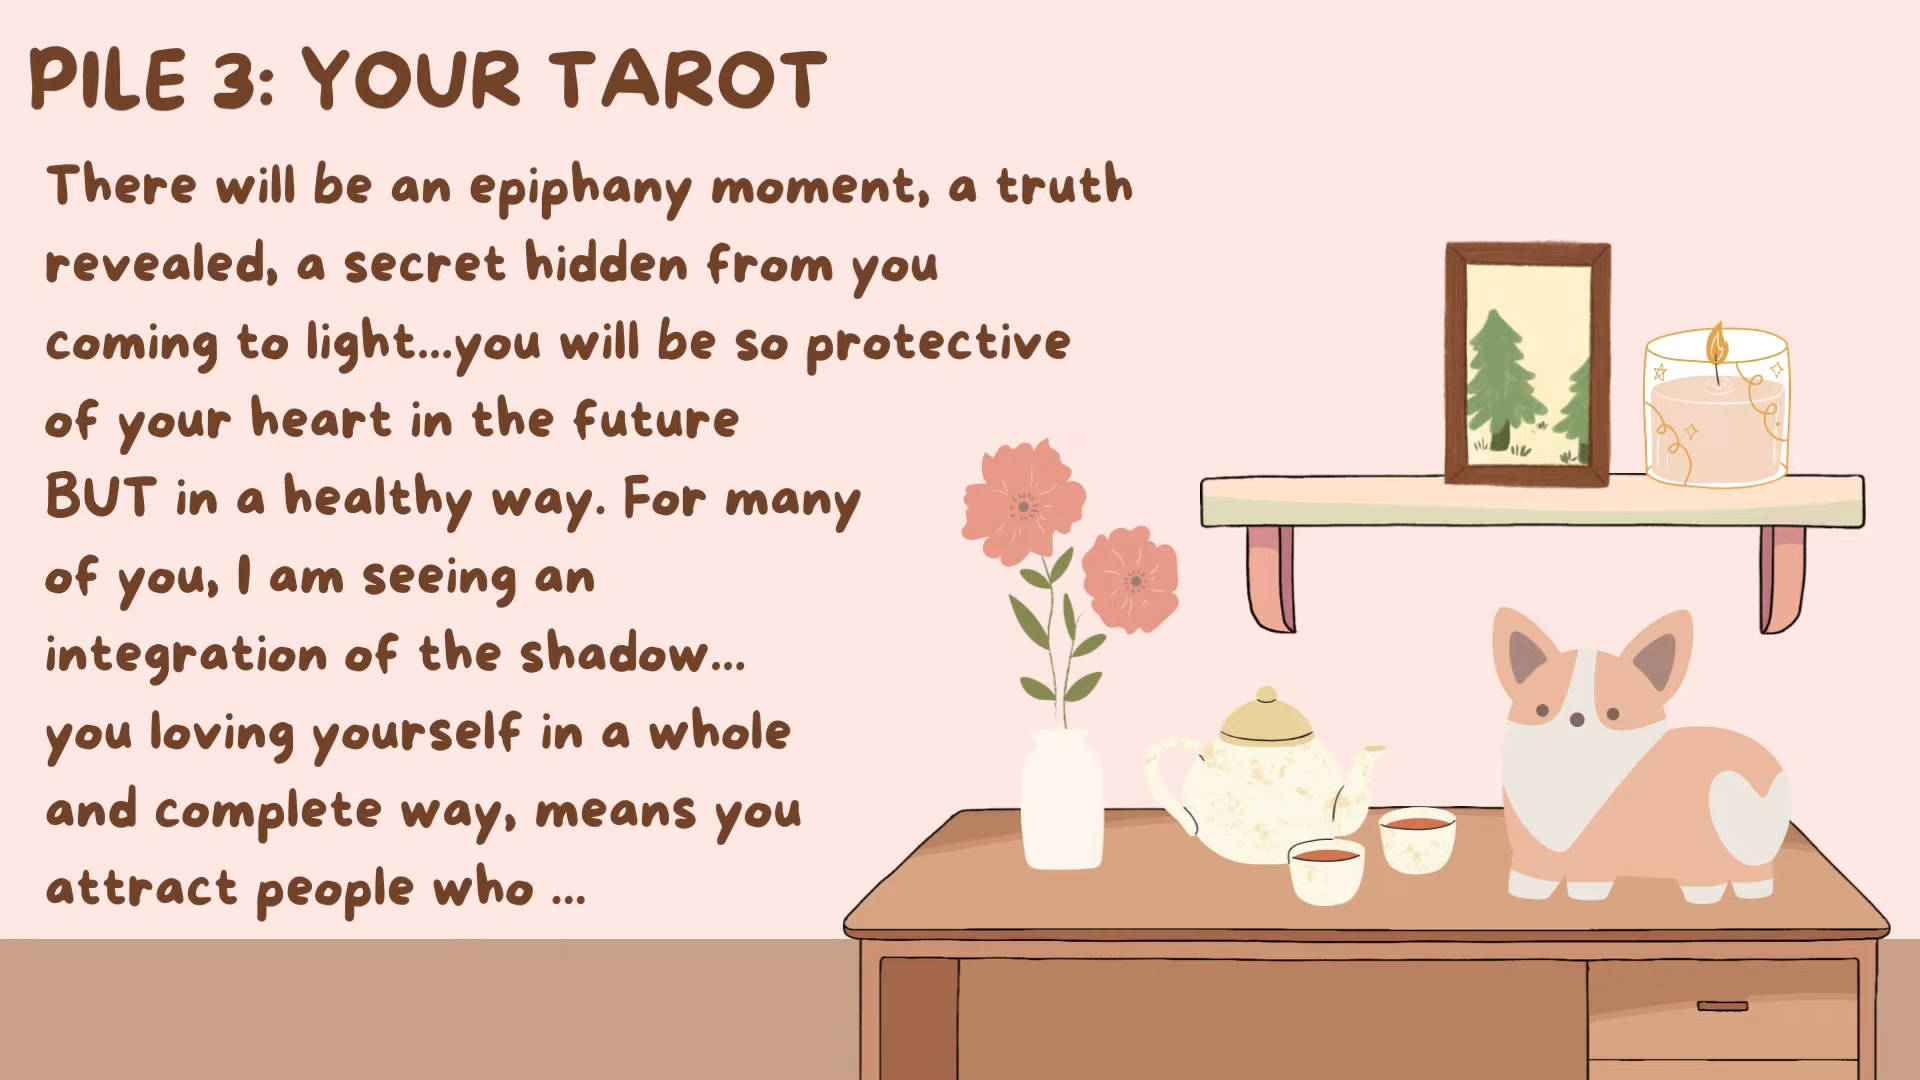 PILE 3: YOUR TAROT
There will be an epiphany moment, a truth
revealed, a secret hidden from you
coming to light...you will be so protective
of your heart in the future
BUT in a healthy way. For many
of you, I am seeing an
integration of the shadow...
you loving yourself in a whole
and complete way, means you
attract people who ...